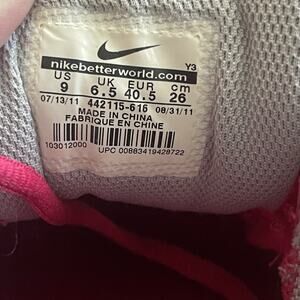 Y3
nikebetterworld.com
US UK EUR cm
9 6.5 40.5 26
07/13/11 442115-616 08/31/11
MADE IN CHINA
FABRIQUE EN CHINE
103012000
UPC 00883419428722